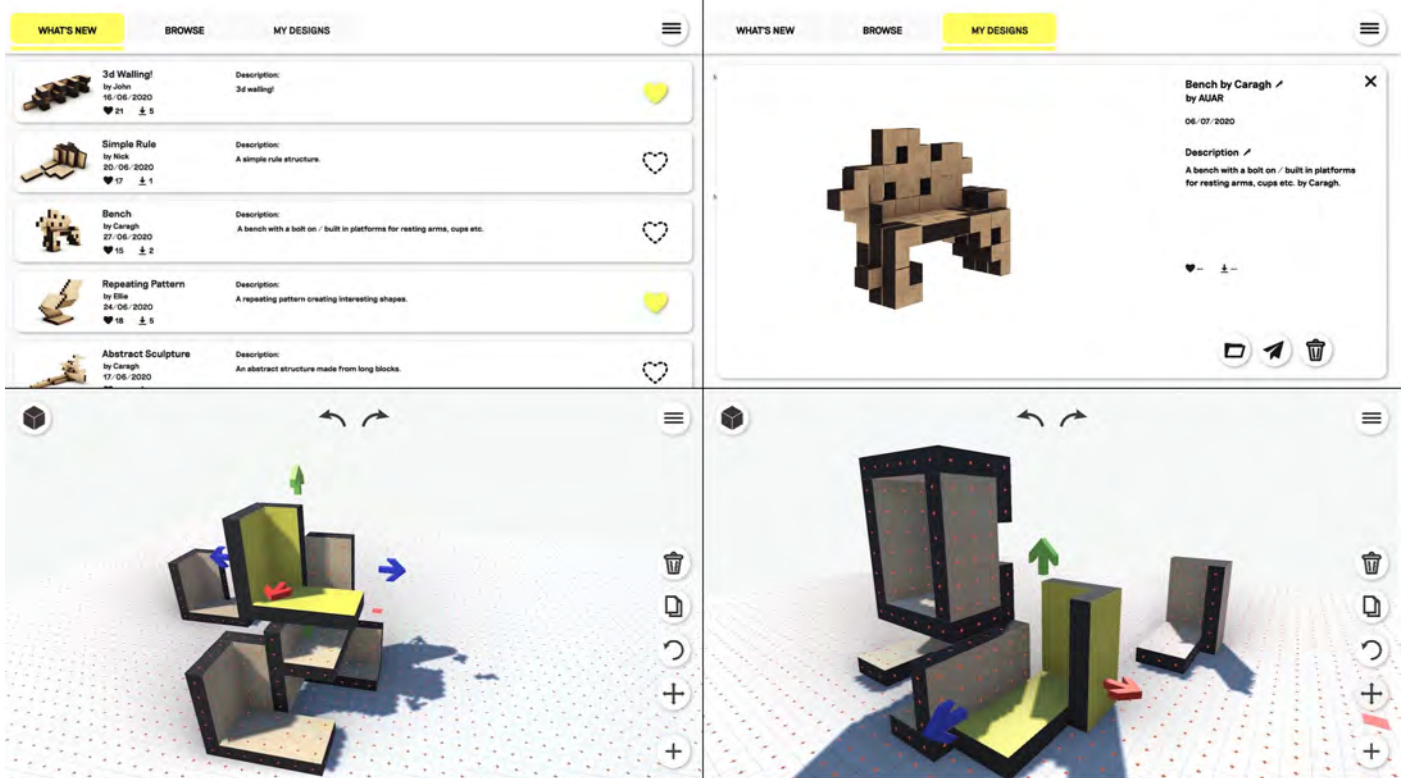 WHAT'S NEW
BROWSE
MY DESIGNS
3d Walling!
by John
16/06/2020
21 5
Description:
3d walling!
Simple Rule
by Nick
20/06/2020
17 1
Description:
A simple rule structure.
Bench
by Caragh
27/06/2020
15 2
Description:
A bench with a bolt on / built in platforms for resting arms, cups etc.
Repeating Pattern
by Ellie
24/06/2020
18 5
Description:
A repeating pattern creating interesting shapes.
Abstract Sculpture
by Caragh
17/06/2020
Description:
An abstract structure made from long blocks.
WHAT'S NEW
BROWSE
MY DESIGNS
Bench by Caragh
by AUAR
06/07/2020
Description
A bench with a bolt on / built in platforms
for resting arms, cups etc. by Caragh.
-- --